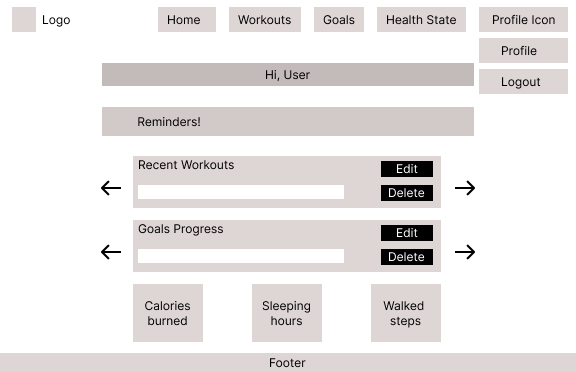 Logo
Home
Workouts
Goals
Health State
Profile Icon
Profile
Logout
Hi, User
Reminders!
Recent Workouts
Edit
Delete
Goals Progress
Edit
Delete
Calories
burned
Sleeping
hours
Walked
steps
Footer